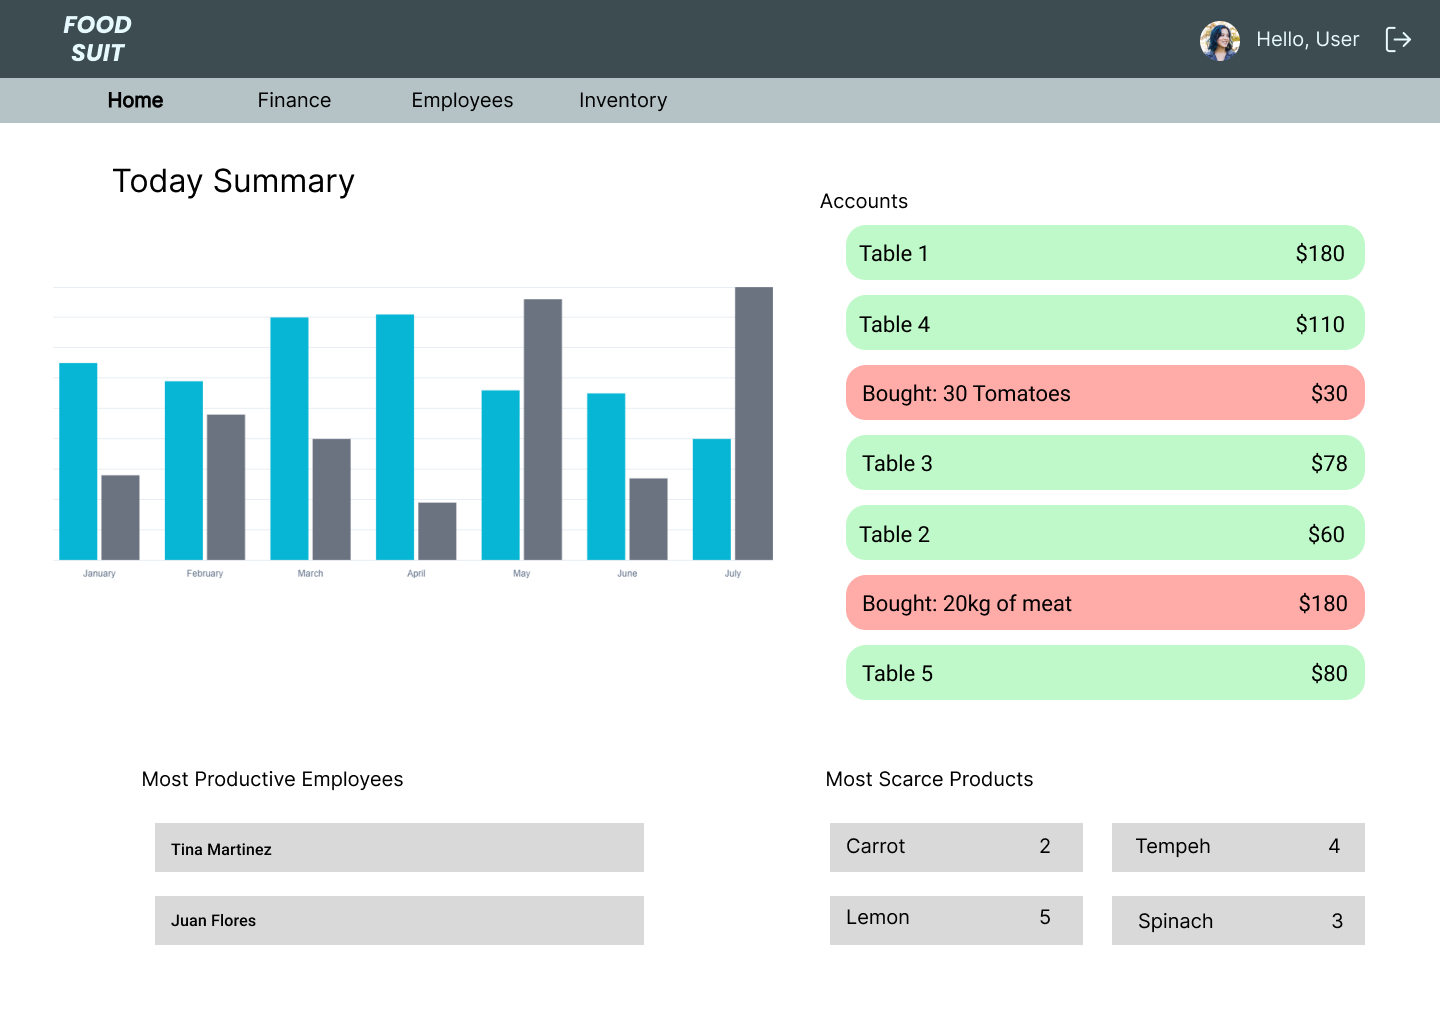 FOOD
SUIT
Hello, User
Home
Finance
Employees
Inventory
Today Summary
January
February
March
April
May
June
July
Accounts
Table 1 $180
Table 4 $110
Bought: 30 Tomatoes $30
Table 3 $78
Table 2 $60
Bought: 20kg of meat $180
Table 5 $80
Most Productive Employees
Tina Martinez
Juan Flores
Most Scarce Products
Carrot 2
Tempeh 4
Lemon 5
Spinach 3